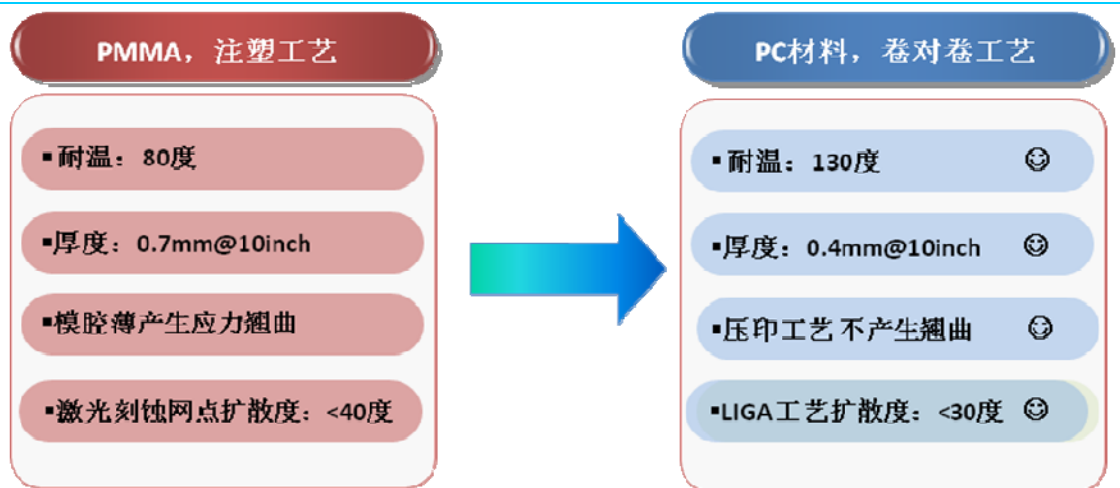 PMMA，注塑工艺
▪耐温：80度
▪厚度：0.7mm@10inch
▪模腔薄产生应力翘曲
▪激光刻蚀网点扩散度：<40度
PC材料，卷对卷工艺
▪耐温：130度 ☺
▪厚度：0.4mm@10inch ☺
▪压印工艺 不产生翘曲 ☺
▪LIGA工艺扩散度：<30度 ☺